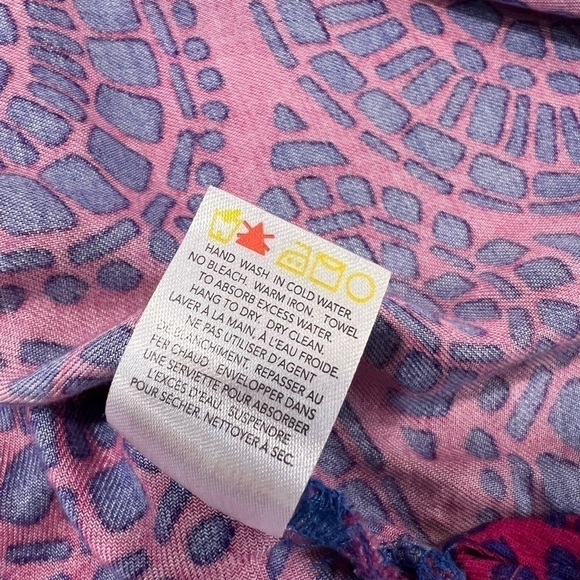 HAND WASH IN COLD WATER.
NO BLEACH. WARM IRON. TOWEL
TO ABSORB EXCESS WATER.
HANG TO DRY. DRY CLEAN.
LAVER À LA MAIN, À L'EAU FROIDE.
NE PAS UTILISER D'AGENT
DE BLANCHIMENT. REPASSER AU
FER CHAUD. ENVELOPPER DANS
UNE SERVIETTE POUR ABSORBER
L'EXCÈS D'EAU. SUSPENDRE
POUR SÉCHER. NETTOYER À SEC.